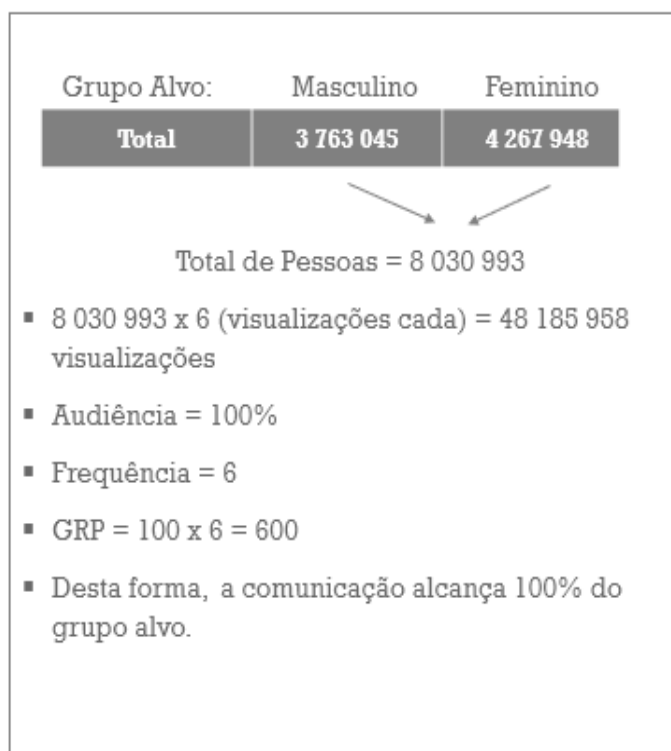 Grupo Alvo: Masculino Feminino
Total 3 763 045 4 267 948
Total de Pessoas = 8 030 993
▪ 8 030 993 x 6 (visualizações cada) = 48 185 958
visualizações
▪ Audiência = 100%
▪ Frequência = 6
▪ GRP = 100 x 6 = 600
▪ Desta forma, a comunicação alcança 100% do
grupo alvo.